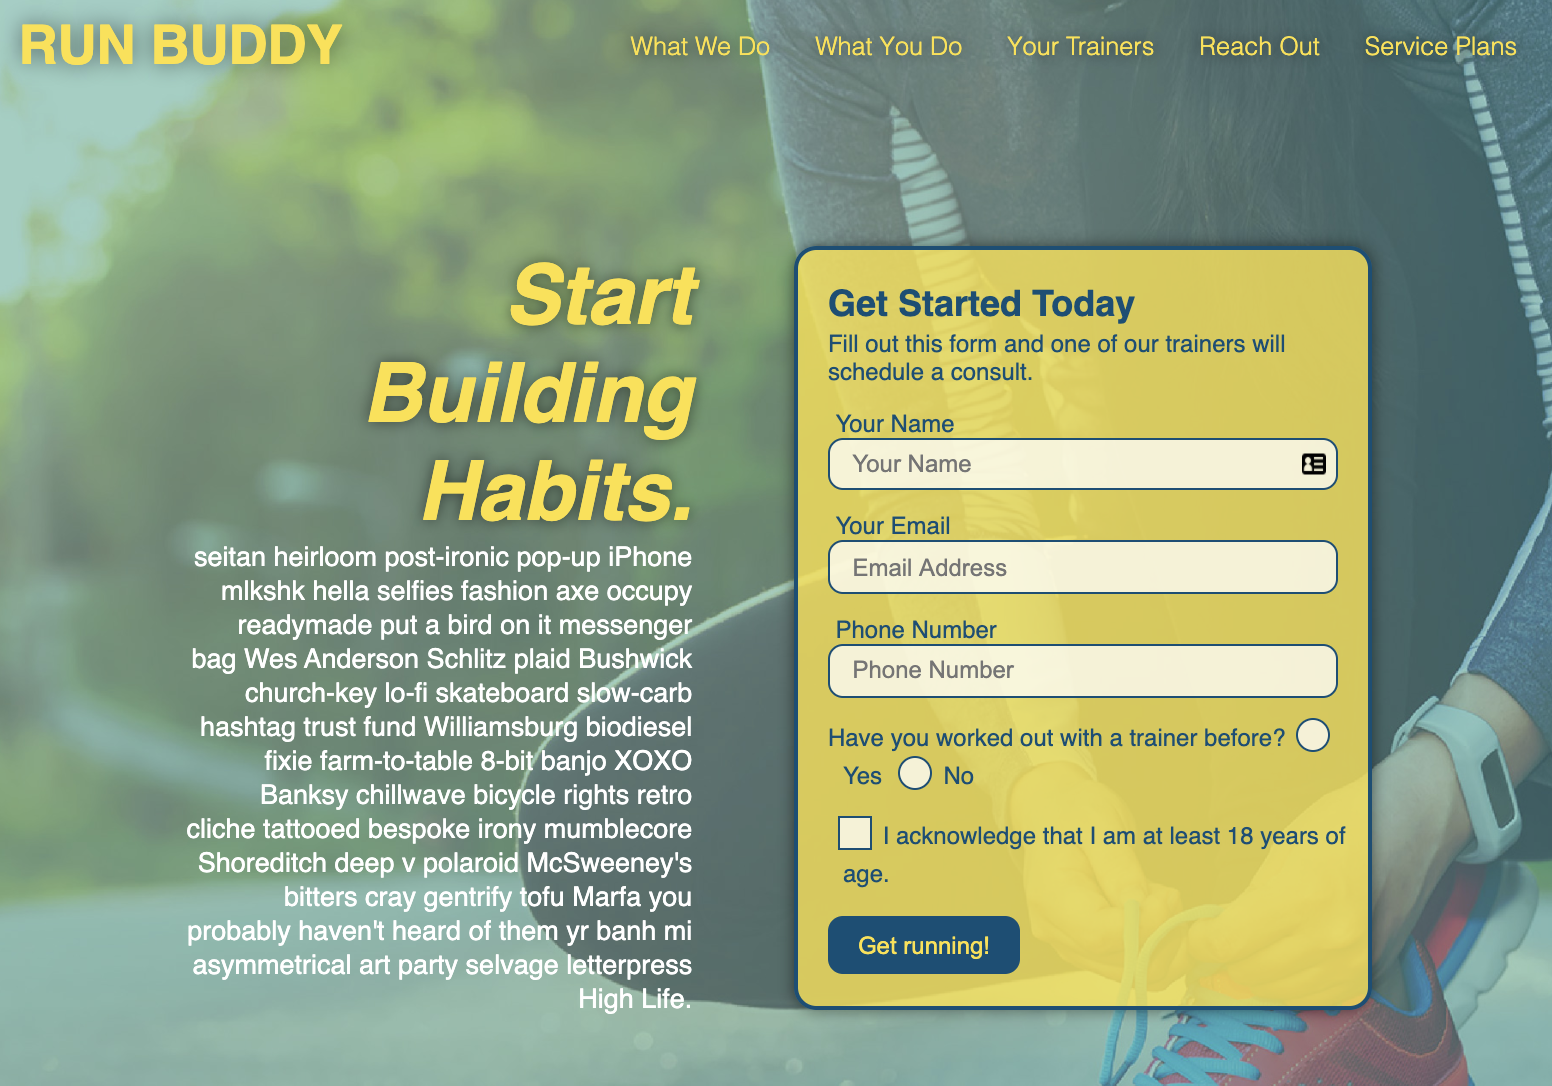 RUN BUDDY
What We Do What You Do Your Trainers Reach Out Service Plans
Start
Building
Habits.
seitan heirloom post-ironic pop-up iPhone
mlkshk hella selfies fashion axe occupy
readymade put a bird on it messenger
bag Wes Anderson Schlitz plaid Bushwick
church-key lo-fi skateboard slow-carb
hashtag trust fund Williamsburg biodiesel
fixie farm-to-table 8-bit banjo XOXO
Banksy chillwave bicycle rights retro
cliche tattooed bespoke irony mumblecore
Shoreditch deep v polaroid McSweeney's
bitters cray gentrify tofu Marfa you
probably haven't heard of them yr banh mi
asymmetrical art party selvage letterpress
High Life.
Get Started Today
Fill out this form and one of our trainers will
schedule a consult.
Your Name
Your Name
Your Email
Email Address
Phone Number
Phone Number
Have you worked out with a trainer before?
Yes No
I acknowledge that I am at least 18 years of
age.
Get running!